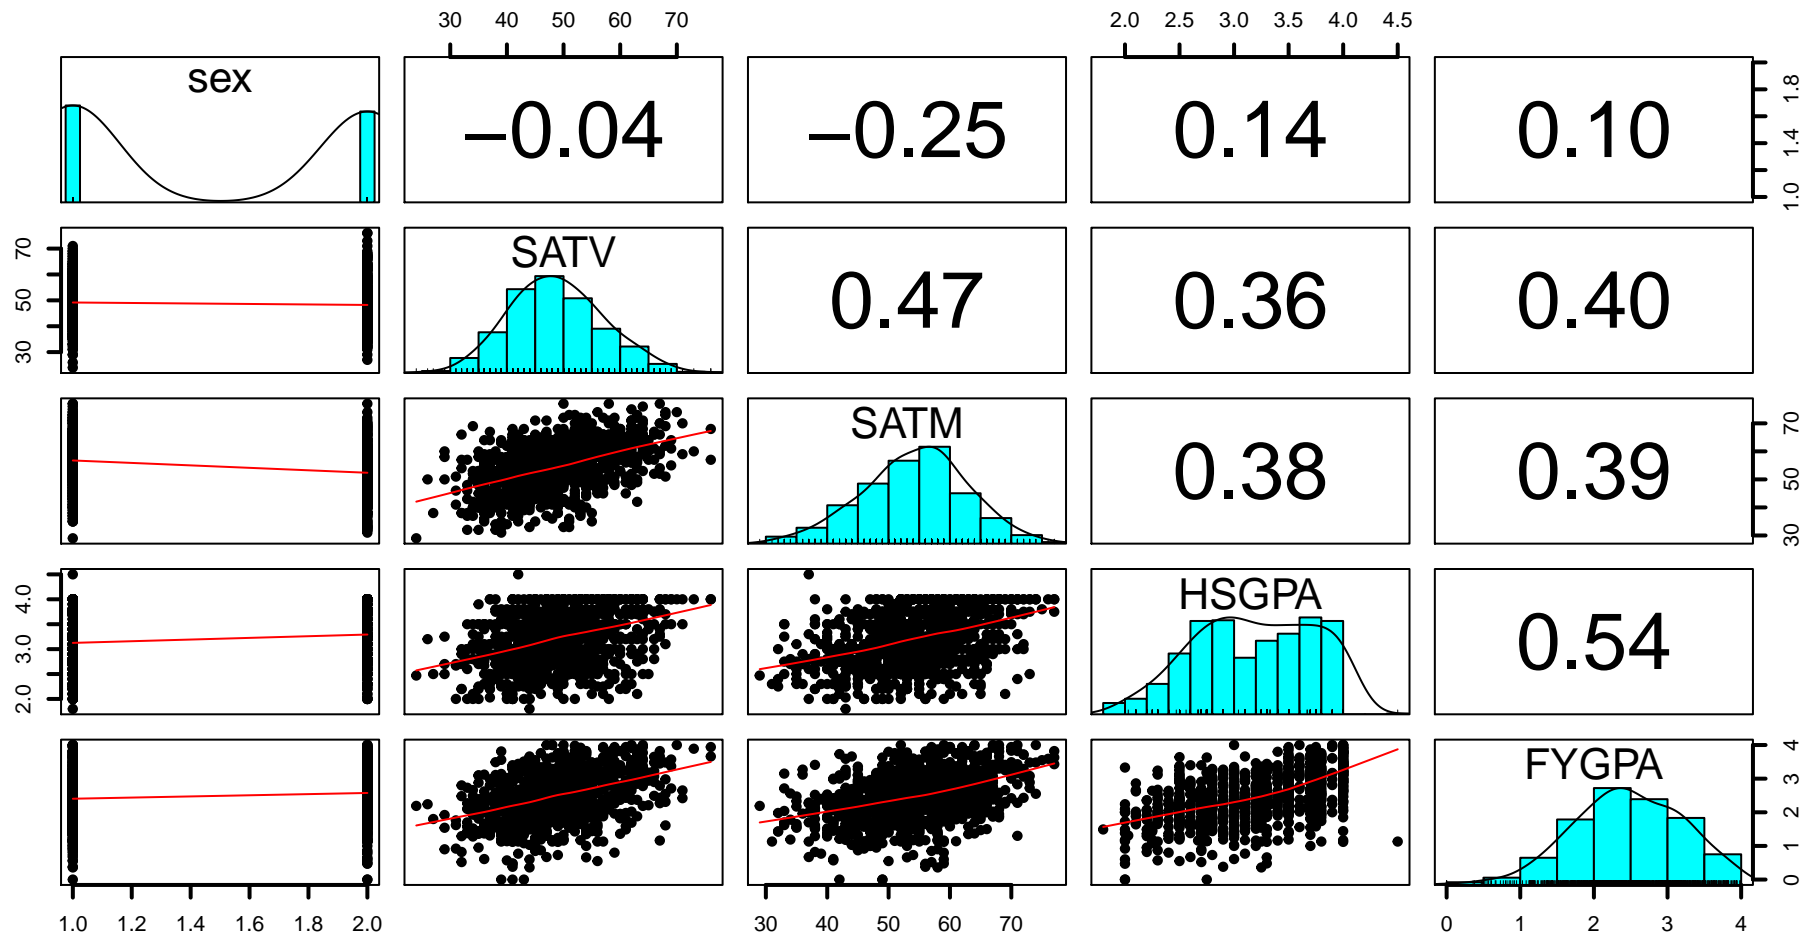 30 40 50 60 70 2.0 2.5 3.0 3.5 4.0 4.5
sex −0.04 −0.25 0.14 0.10
1.0 1.4 1.8
SATV 0.47 0.36 0.40
30 50 70
SATM 0.38 0.39
30 50 70
HSGPA 0.54
2.0 3.0 4.0
FYGPA
0 1 2 3 4
1.0 1.2 1.4 1.6 1.8 2.0 30 40 50 60 70 0 1 2 3 4